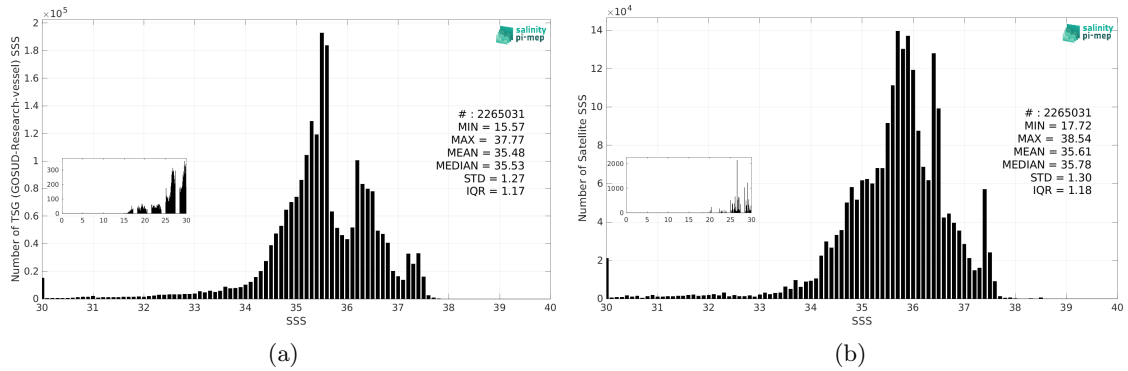 ×10⁵
2
1.8
1.6
1.4
1.2
1
0.8
0.6
0.4
0.2
0
Number of TSG (GOSUD-Research-vessel) SSS
salinity
pi-mep
# : 2265031
MIN = 15.57
MAX = 37.77
MEAN = 35.48
MEDIAN = 35.53
STD = 1.27
IQR = 1.17
300
200
100
0
0 5 10 15 20 25 30
30 31 32 33 34 35 36 37 38 39 40
SSS
(a)
×10⁴
14
12
10
8
6
4
2
0
Number of Satellite SSS
salinity
pi-mep
# : 2265031
MIN = 17.72
MAX = 38.54
MEAN = 35.61
MEDIAN = 35.78
STD = 1.30
IQR = 1.18
2000
1000
0
0 5 10 15 20 25 30
30 31 32 33 34 35 36 37 38 39 40
SSS
(b)